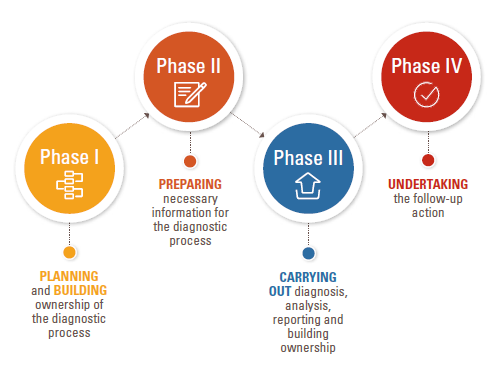 Phase I
PLANNING
and BUILDING
ownership of
the diagnostic
process
Phase II
PREPARING
necessary
information for
the diagnostic
process
Phase III
CARRYING
OUT diagnosis,
analysis,
reporting and
building
ownership
Phase IV
UNDERTAKING
the follow-up
action